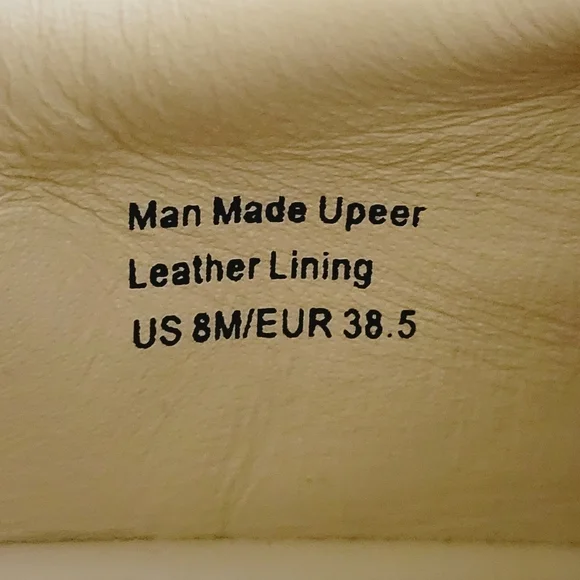 Man Made Upeer
Leather Lining
US 8M/EUR 38.5